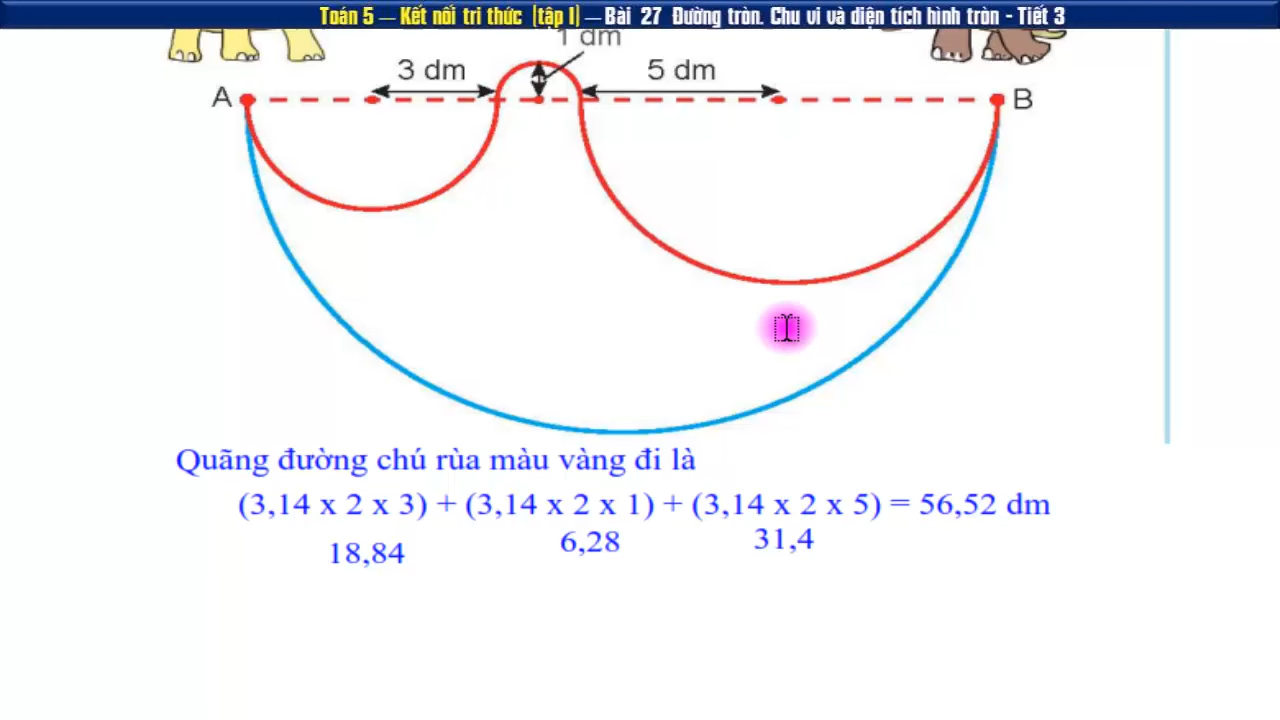 Toán 5 – Kết nối tri thức (tập 1) – Bài 27 Đường tròn. Chu vi và diện tích hình tròn - Tiết 3
1 dm
3 dm
5 dm
A
B
Quãng đường chú rùa màu vàng đi là
(3,14 x 2 x 3) + (3,14 x 2 x 1) + (3,14 x 2 x 5) = 56,52 dm
18,84
6,28
31,4